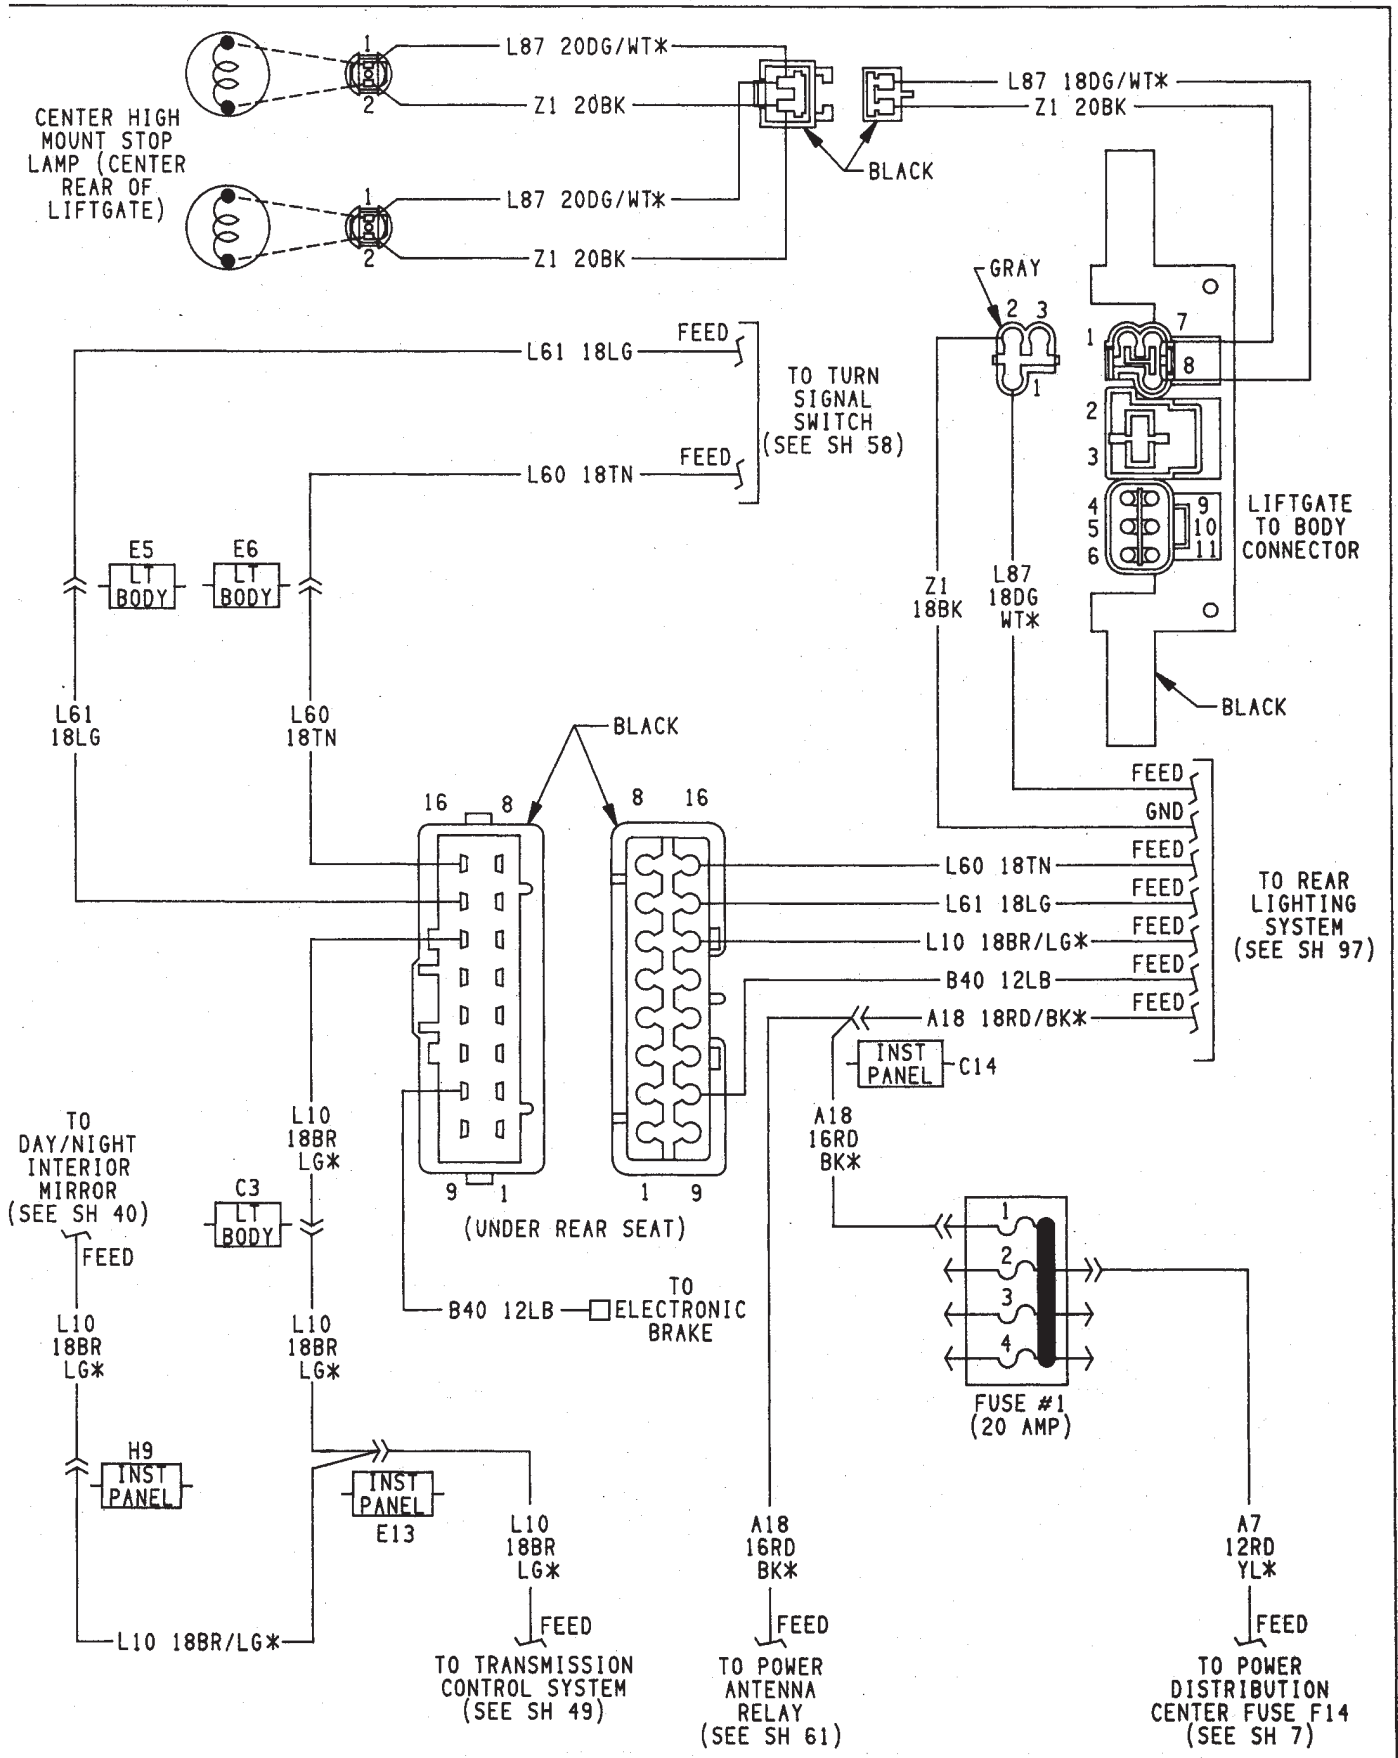 1
L87 20DG/WT*
2
Z1 20BK
CENTER HIGH
MOUNT STOP
LAMP (CENTER
REAR OF
LIFTGATE)
1
L87 20DG/WT*
2
Z1 20BK
L87 18DG/WT*
Z1 20BK
BLACK
GRAY
2 3
1
1
7
8
2
3
4
9
5
10
6
11
LIFTGATE
TO BODY
CONNECTOR
BLACK
FEED
L61 18LG
TO TURN
SIGNAL
SWITCH
(SEE SH 58)
FEED
L60 18TN
E5
LT
BODY
E6
LT
BODY
Z1
18BK
L87
18DG
WT*
L61
18LG
L60
18TN
BLACK
16
8
8
16
FEED
GND
FEED
L60 18TN
FEED
L61 18LG
FEED
L10 18BR/LG*
FEED
B40 12LB
FEED
A18 18RD/BK*
TO REAR
LIGHTING
SYSTEM
(SEE SH 97)
INST
PANEL
C14
A18
16RD
BK*
9
1
1
9
(UNDER REAR SEAT)
L10
18BR
LG*
TO
DAY/NIGHT
INTERIOR
MIRROR
(SEE SH 40)
FEED
C3
LT
BODY
L10
18BR
LG*
L10
18BR
LG*
B40 12LB
TO
ELECTRONIC
BRAKE
1
2
3
4
FUSE #1
(20 AMP)
H9
INST
PANEL
INST
PANEL
E13
L10
18BR
LG*
A18
16RD
BK*
A7
12RD
YL*
L10 18BR/LG*
FEED
TO TRANSMISSION
CONTROL SYSTEM
(SEE SH 49)
FEED
TO POWER
ANTENNA
RELAY
(SEE SH 61)
FEED
TO POWER
DISTRIBUTION
CENTER FUSE F14
(SEE SH 7)